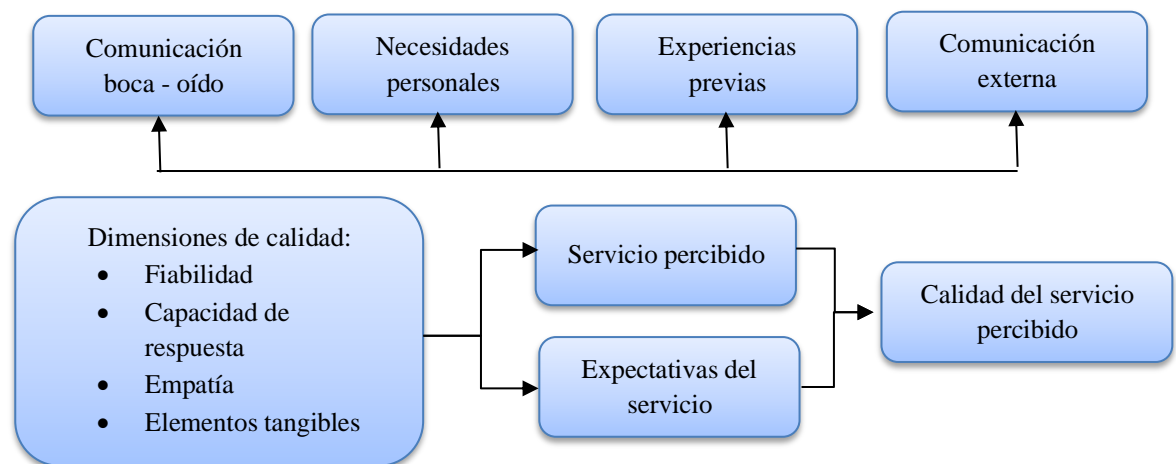 Comunicación
boca - oído
Necesidades
personales
Experiencias
previas
Comunicación
externa
Dimensiones de calidad:
• Fiabilidad
• Capacidad de
respuesta
• Empatía
• Elementos tangibles
Servicio percibido
Expectativas del
servicio
Calidad del servicio
percibido